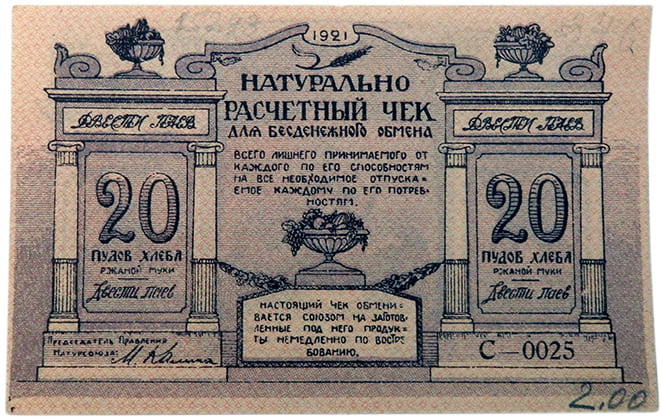 1921
НАТУРАЛЬНО
РАСЧЕТНЫЙ ЧЕК
ДЛЯ БЕСДЕНЕЖНОГО ОБМЕНА
ВСЕГО ЛИШНЕГО ПРИНИМАЕМОГО ОТ
КАЖДОГО ПО ЕГО СПОСОБНОСТЯМ
НА ВСЕ НЕОБХОДИМОЕ ОТПУСКА=
ЕМОЕ КАЖДОМУ ПО ЕГО ПОТРЕБ=
НОСТЯМ.
ДВЕСТИ ПАЕВ
20
ПУДОВ ХЛЕБА
РЖАНОЙ МУКИ
Двести паев
ДВЕСТИ ПАЕВ
20
ПУДОВ ХЛЕБА
РЖАНОЙ МУКИ
Двести паев
НАСТОЯЩИЙ ЧЕК ОБМЕНИ=
ВАЕТСЯ СОЮЗОМ НА ЗАГОТОВ=
ЛЕННЫЕ ПОД НЕГО ПРОДУК=
ТЫ НЕМЕДЛЕННО ПО ВОСТРЕ
БОВАНИЮ.
Председатель Правления
Натурсоюза:
С 0025
2,00